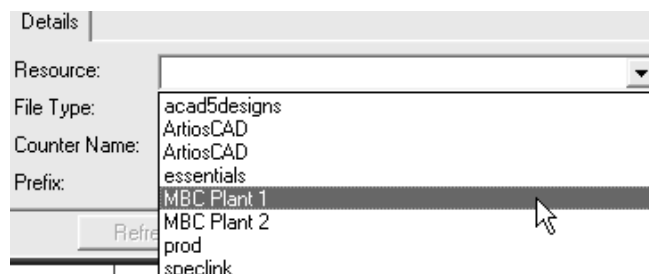 Details
Resource:
File Type:
Counter Name:
Prefix:
acad5designs
ArtiosCAD
ArtiosCAD
essentials
MBC Plant 1
MBC Plant 2
prod
speclink
Refre